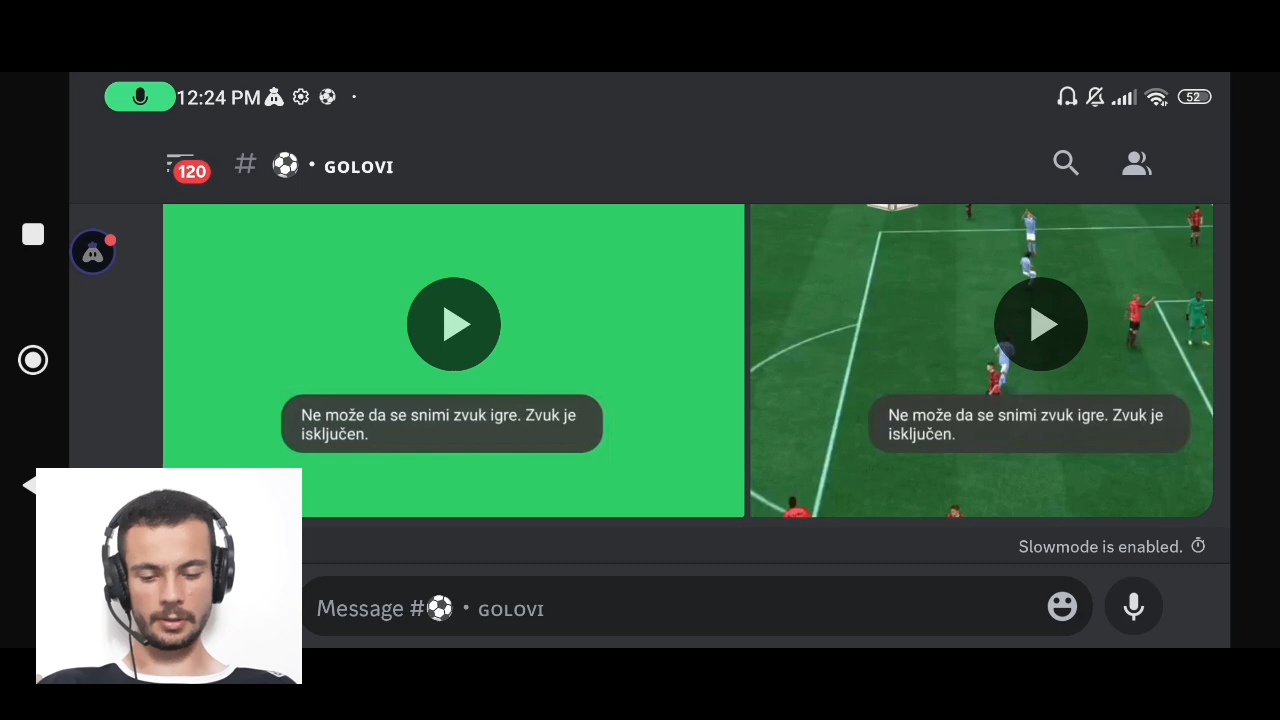 12:24 PM
52
120
# ⚽ • GOLOVI
Ne može da se snimi zvuk igre. Zvuk je
isključen.
Ne može da se snimi zvuk igre. Zvuk je
isključen.
Slowmode is enabled.
Message #⚽ • GOLOVI